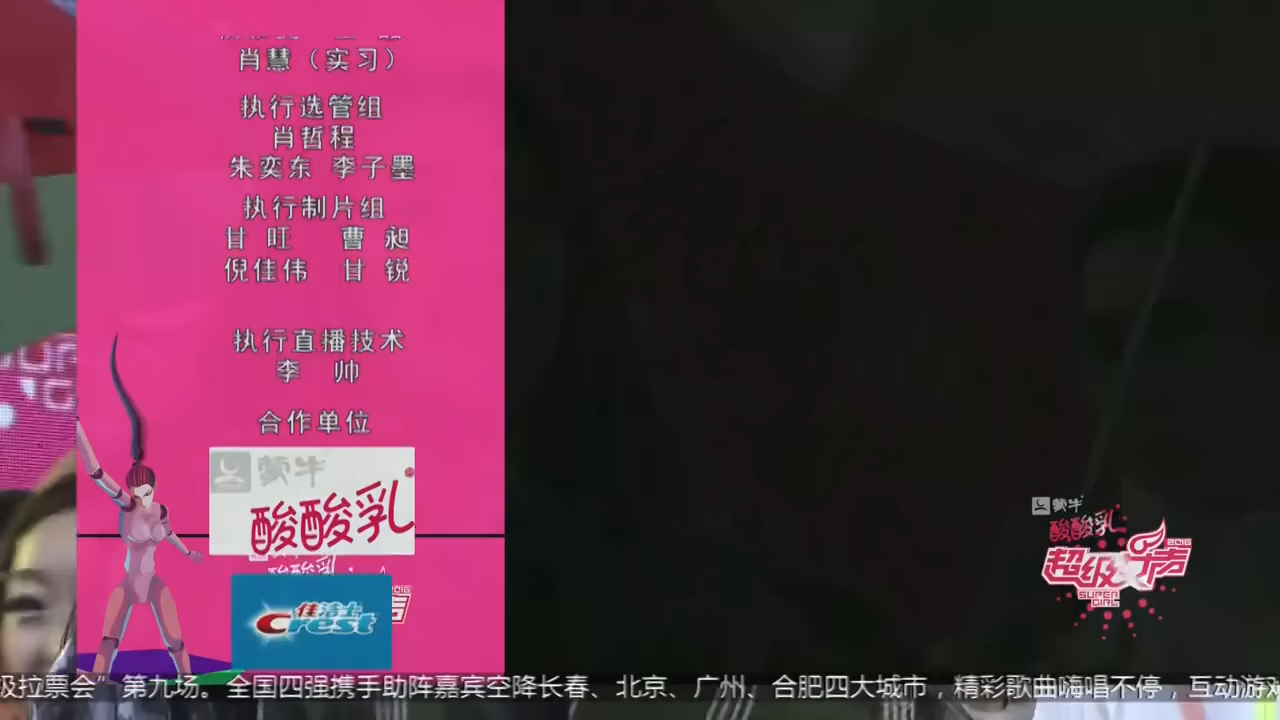 肖慧（实习）
执行选管组
肖哲程
朱奕东 李子墨
执行制片组
甘 旺 曹 昶
倪佳伟 甘 锐
执行直播技术
李 帅
合作单位
蒙牛
酸酸乳
佳洁士
Crest
蒙牛
酸酸乳
超级女声
2016
SUPER
GIRL
级拉票会”第九场。全国四强携手助阵嘉宾空降长春、北京、广州、合肥四大城市，精彩歌曲嗨唱不停，互动游戏